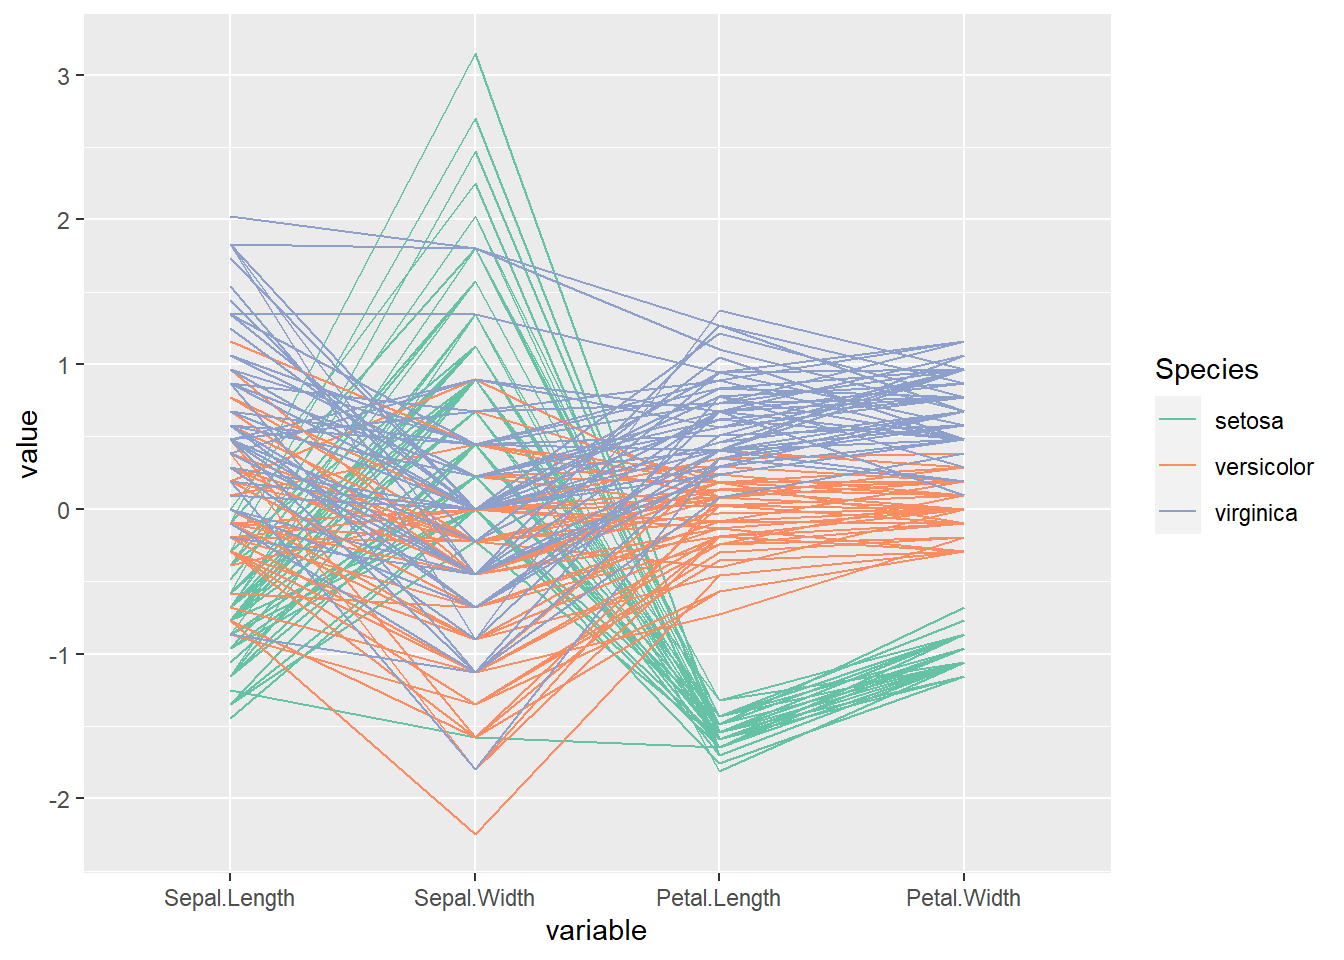 value
3
2
1
0
-1
-2
Sepal.Length Sepal.Width Petal.Length Petal.Width
variable
Species
setosa
versicolor
virginica